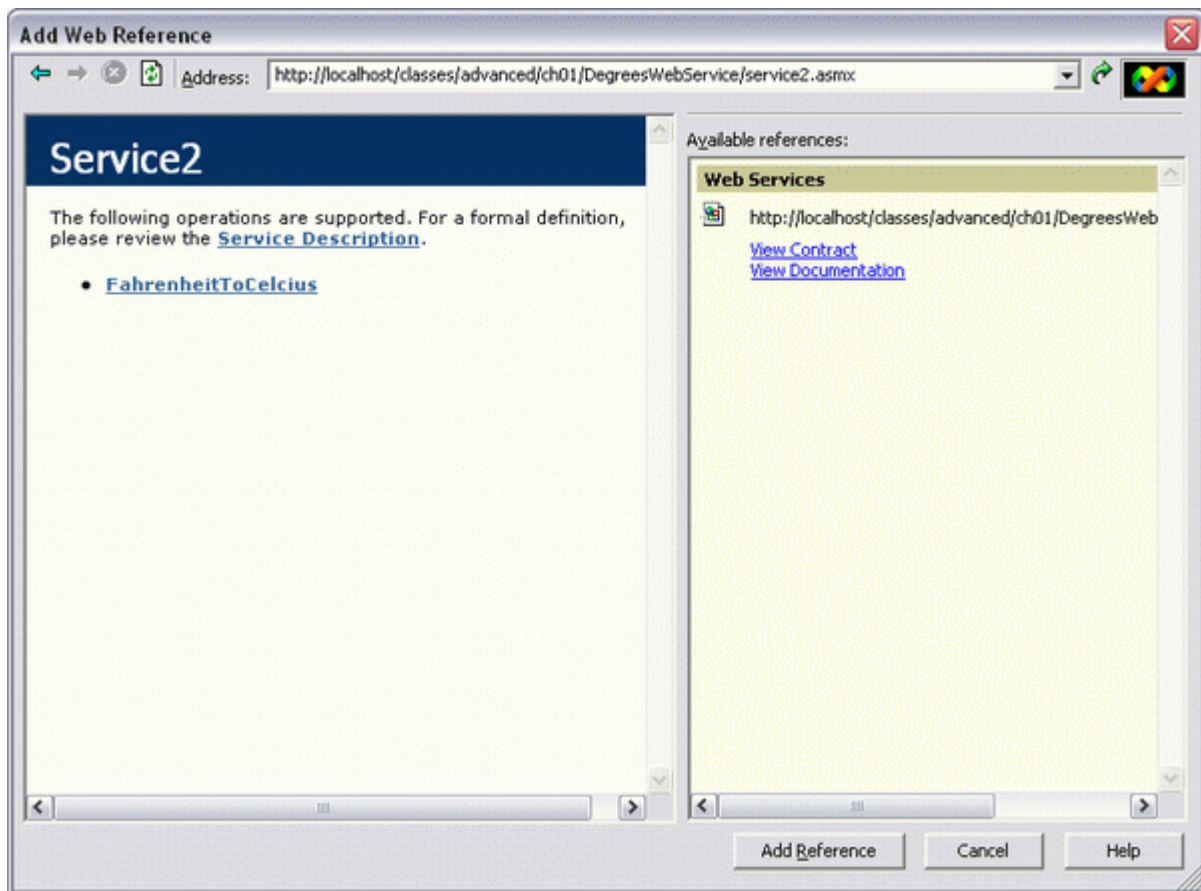 Add Web Reference
Address: http://localhost/classes/advanced/ch01/DegreesWebService/service2.asmx
Service2
The following operations are supported. For a formal definition,
please review the Service Description.
FahrenheitToCelcius
Available references:
Web Services
http://localhost/classes/advanced/ch01/DegreesWeb
View Contract
View Documentation
Add Reference
Cancel
Help